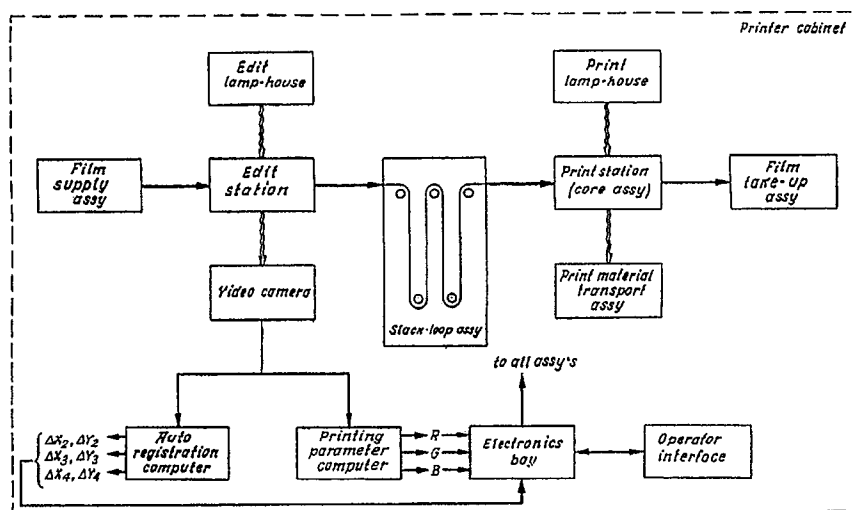 Printer cabinet
Edit
lamp-house
Print
lamp-house
Film
supply
assy
Edit
station
Print station
(core assy)
Film
take-up
assy
Video camera
Slack-loop assy
Print material
transport
assy
to all assy's
ΔX2, ΔY2
ΔX3, ΔY3
ΔX4, ΔY4
Auto
registration
computer
Printing
parameter
computer
R
G
B
Electronics
bay
Operator
interface